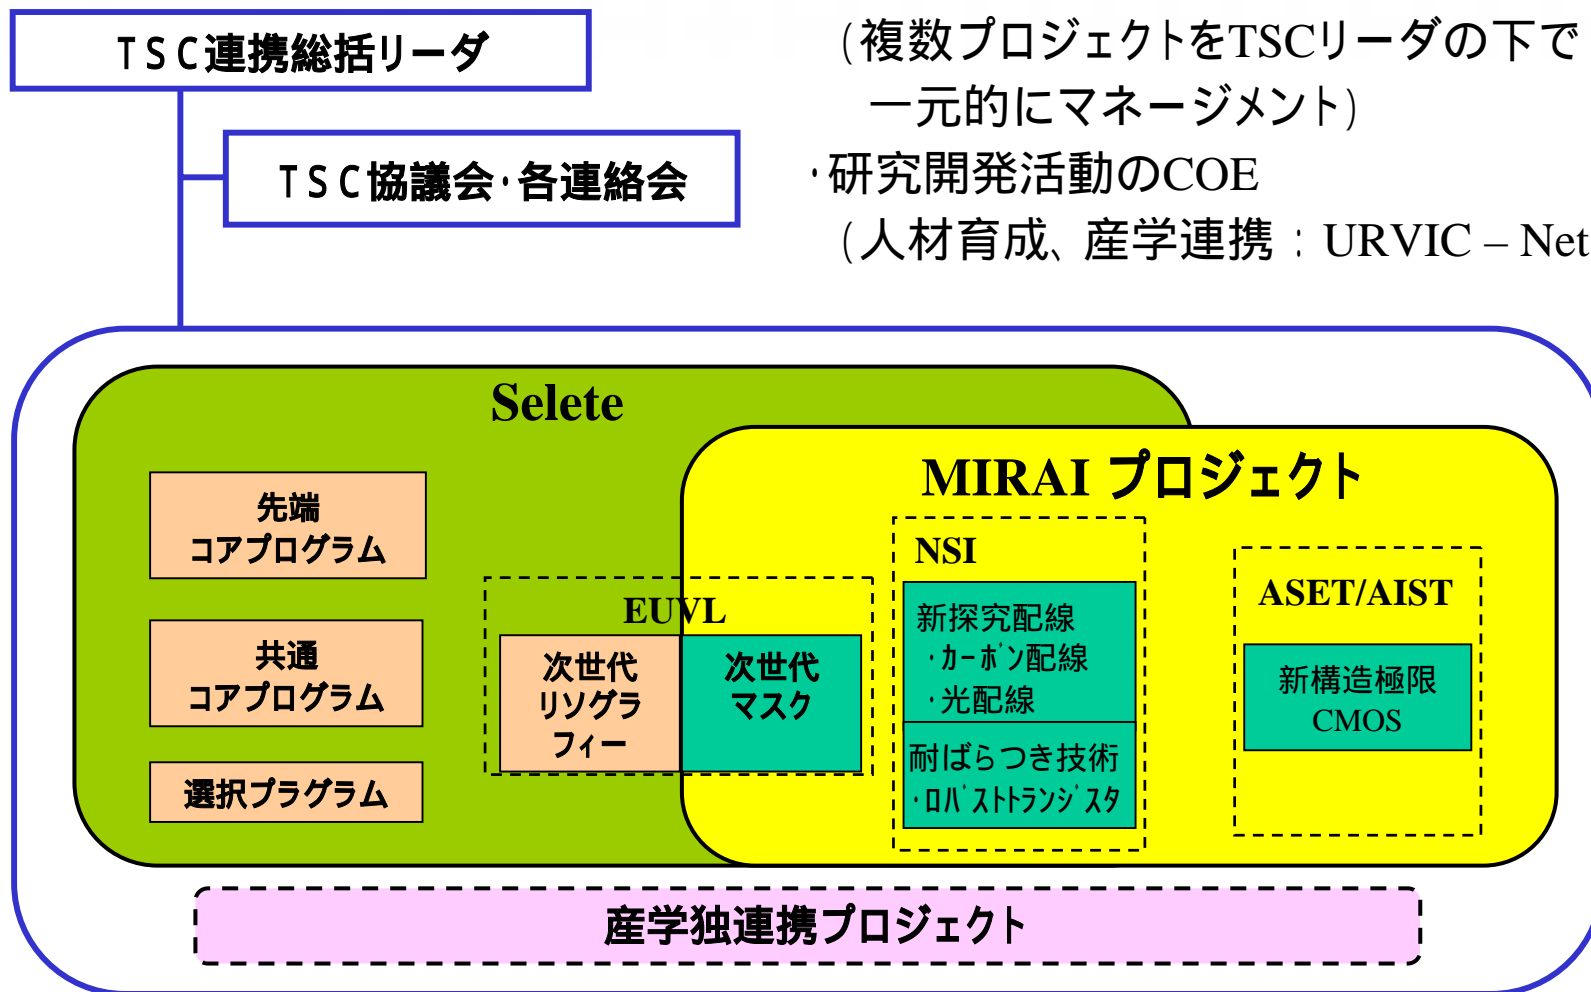 TSC連携総括リーダ
(複数プロジェクトをTSCリーダの下で
一元的にマネージメント)
TSC協議会・各連絡会
・研究開発活動のCOE
(人材育成、産学連携：URVIC – Net
Selete
MIRAI プロジェクト
先端
コアプログラム
共通
コアプログラム
選択プラグラム
EUVL
次世代
リソグラ
フィー
次世代
マスク
NSI
新探究配線
・ｶｰﾎﾞﾝ配線
・光配線
耐ばらつき技術
・ﾛﾊﾞｽﾄﾄﾗﾝｼﾞｽﾀ
ASET/AIST
新構造極限
CMOS
産学独連携プロジェクト